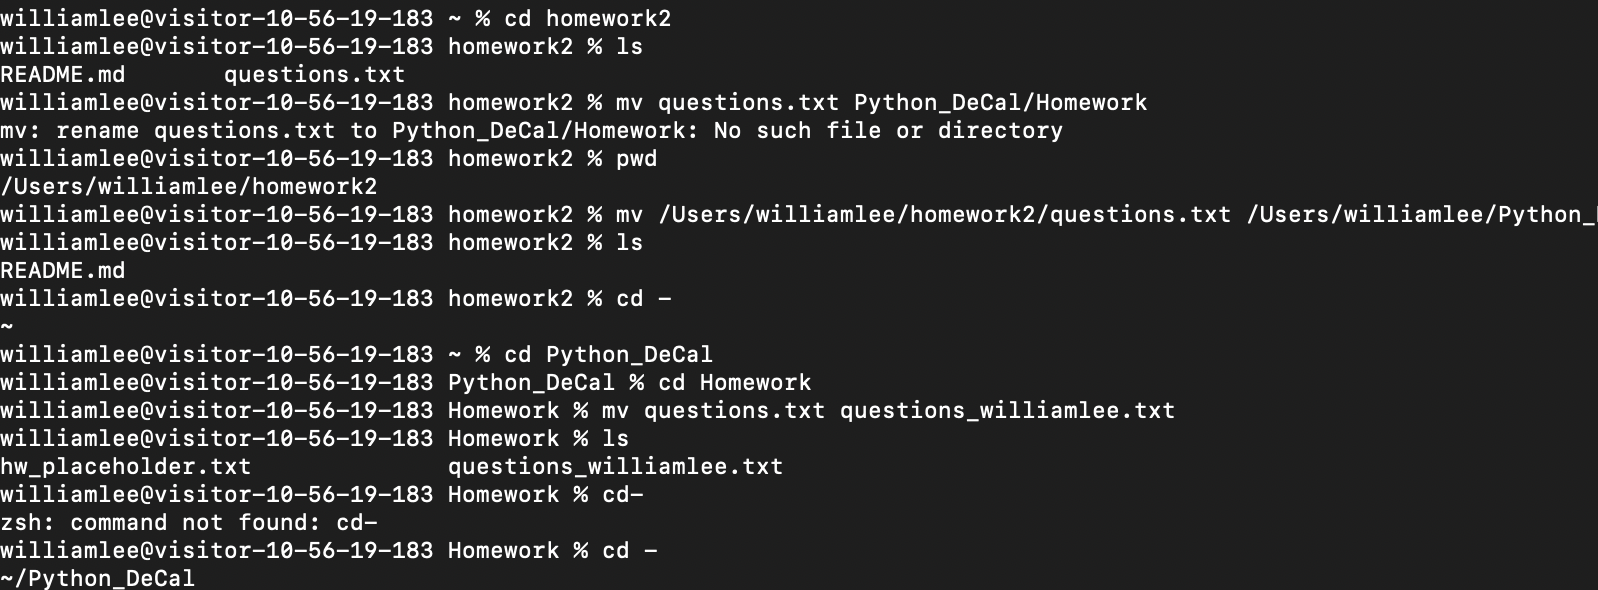 williamlee@visitor-10-56-19-183 ~ % cd homework2
williamlee@visitor-10-56-19-183 homework2 % ls
README.md       questions.txt
williamlee@visitor-10-56-19-183 homework2 % mv questions.txt Python_DeCal/Homework
mv: rename questions.txt to Python_DeCal/Homework: No such file or directory
williamlee@visitor-10-56-19-183 homework2 % pwd
/Users/williamlee/homework2
williamlee@visitor-10-56-19-183 homework2 % mv /Users/williamlee/homework2/questions.txt /Users/williamlee/Python_
williamlee@visitor-10-56-19-183 homework2 % ls
README.md
williamlee@visitor-10-56-19-183 homework2 % cd -
~
williamlee@visitor-10-56-19-183 ~ % cd Python_DeCal
williamlee@visitor-10-56-19-183 Python_DeCal % cd Homework
williamlee@visitor-10-56-19-183 Homework % mv questions.txt questions_williamlee.txt
williamlee@visitor-10-56-19-183 Homework % ls
hw_placeholder.txt              questions_williamlee.txt
williamlee@visitor-10-56-19-183 Homework % cd-
zsh: command not found: cd-
williamlee@visitor-10-56-19-183 Homework % cd -
~/Python_DeCal